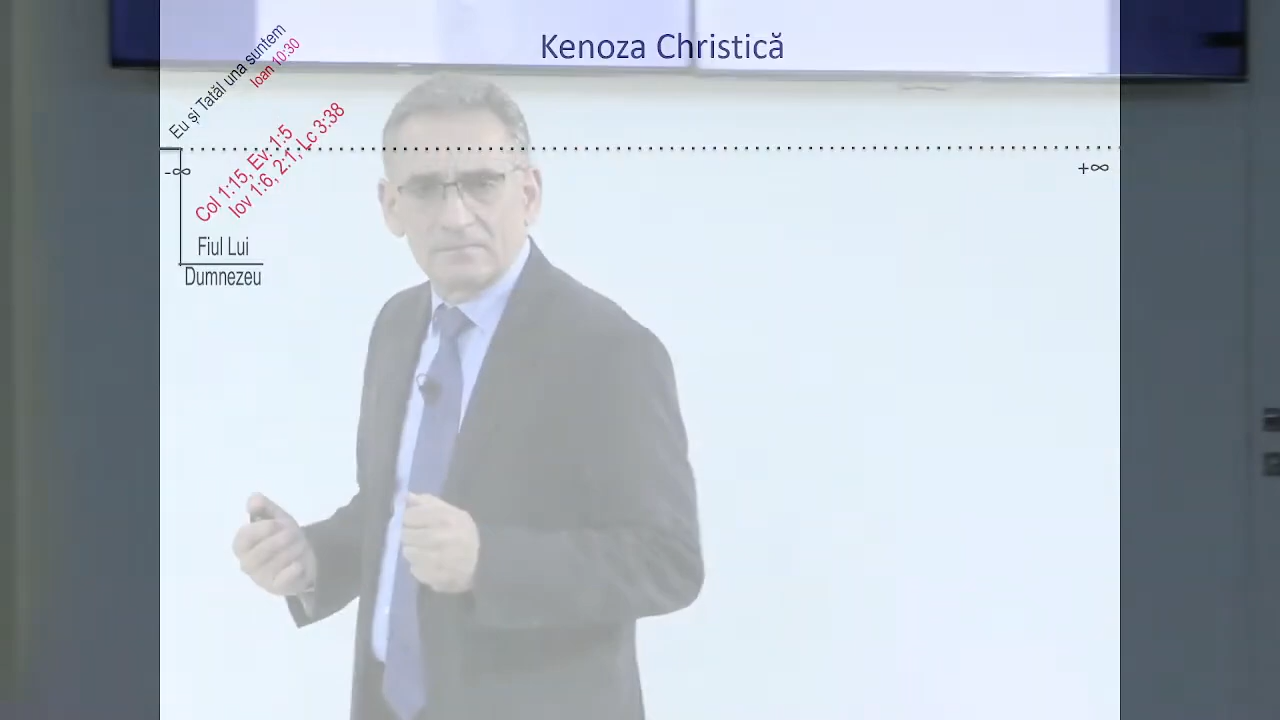 Kenoza Christică
Eu și Tatăl una suntem
Ioan 10:30
Col 1:15, Ev. 1:5
Iov 1:6, 2:1, Lc 3:38
-∞
+∞
Fiul Lui
Dumnezeu